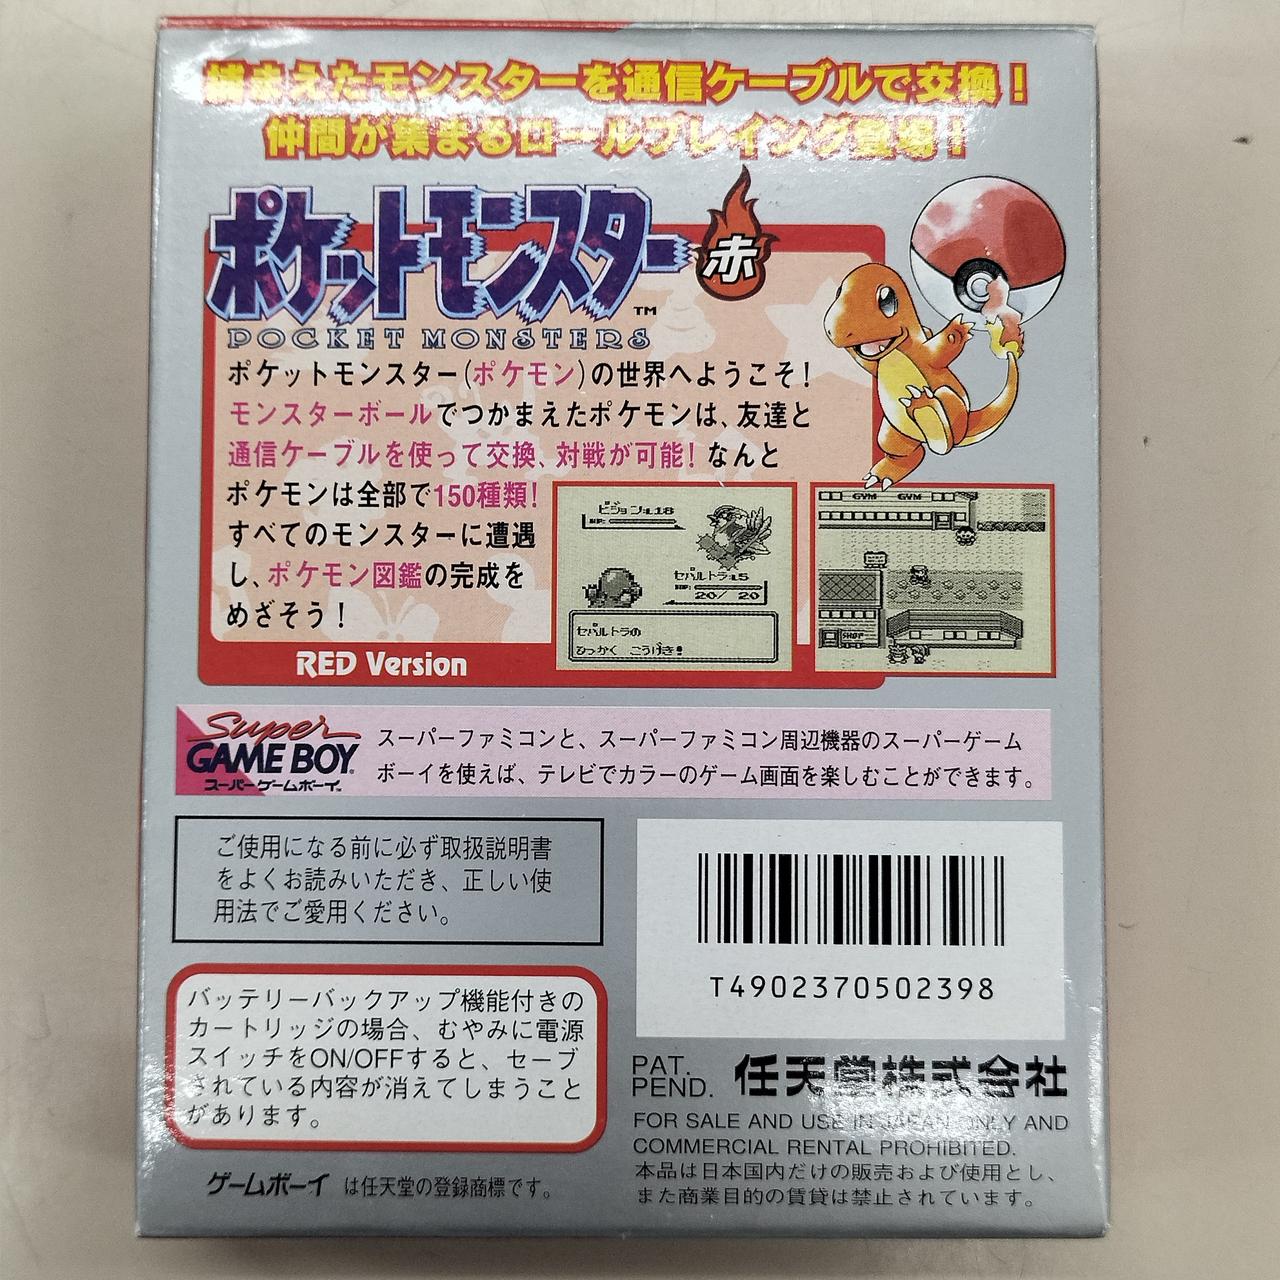 捕まえたモンスターを通信ケーブルで交換！
仲間が集まるロールプレイング登場！
ポケットモンスター 赤
TM
POCKET MONSTERS
ポケットモンスター(ポケモン)の世界へようこそ！
モンスターボールでつかまえたポケモンは、友達と
通信ケーブルを使って交換、対戦が可能！なんと
ポケモンは全部で150種類！
すべてのモンスターに遭遇
し、ポケモン図鑑の完成を
めざそう！
RED Version
ピジョン :L18
HP:
ゼパルトラ :L5
HP:
20/ 20
ゼパルトラの
ひっかく こうげき！
GYM GYM
SHOP
Super
GAME BOY
スーパーゲームボーイ
スーパーファミコンと、スーパーファミコン周辺機器のスーパーゲーム
ボーイを使えば、テレビでカラーのゲーム画面を楽しむことができます。
ご使用になる前に必ず取扱説明書
をよくお読みいただき、正しい使
用法でご愛用ください。
バッテリーバックアップ機能付きの
カートリッジの場合、むやみに電源
スイッチをON/OFFすると、セーブ
されている内容が消えてしまうこと
があります。
ゲームボーイ は任天堂の登録商標です。
T4902370502398
PAT.
PEND. 任天堂株式会社
FOR SALE AND USE IN JAPAN ONLY AND
COMMERCIAL RENTAL PROHIBITED.
本品は日本国内だけの販売および使用とし、
また商業目的の賃貸は禁止されています。